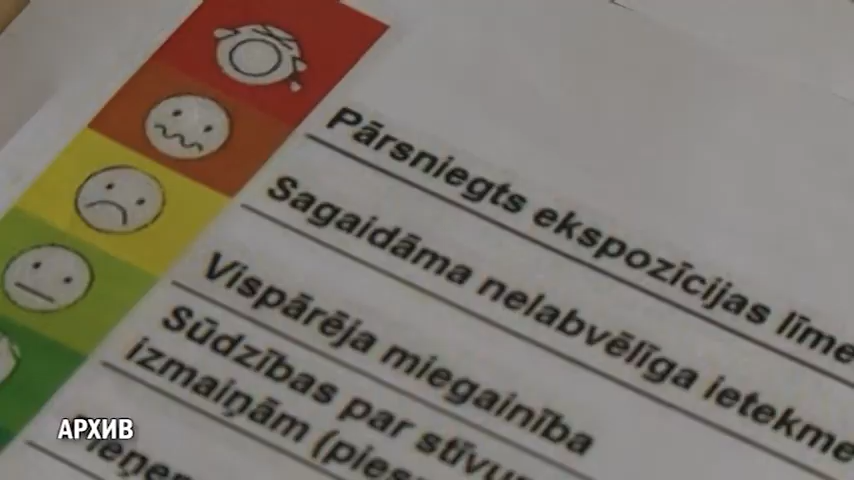 Pārsniegts ekspozīcijas līme
Sagaidāma nelabvēlīga ietekme
Vispārēja miegainība
Sūdzības par stīvu
izmaiņām (pies
АРХИВ